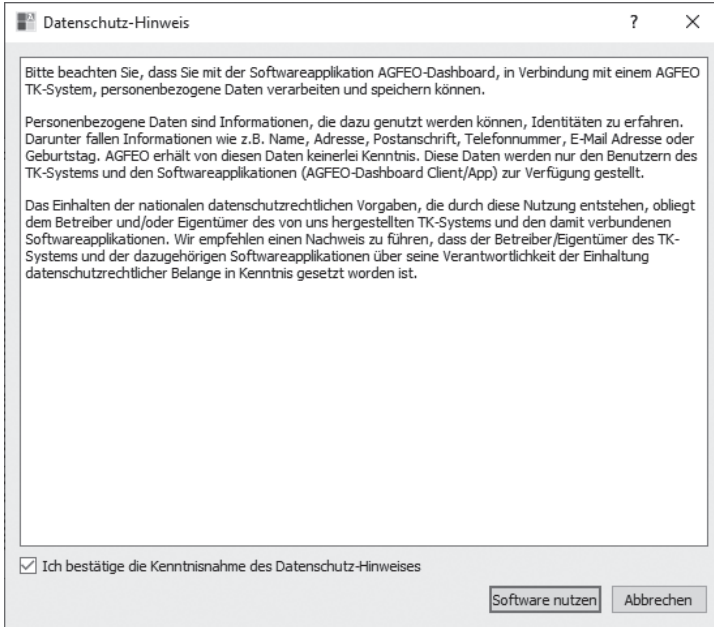 Datenschutz-Hinweis
Bitte beachten Sie, dass Sie mit der Softwareapplikation AGFEO-Dashboard, in Verbindung mit einem AGFEO
TK-System, personenbezogene Daten verarbeiten und speichern können.
Personenbezogene Daten sind Informationen, die dazu genutzt werden können, Identitäten zu erfahren.
Darunter fallen Informationen wie z.B. Name, Adresse, Postanschrift, Telefonnummer, E-Mail Adresse oder
Geburtstag. AGFEO erhält von diesen Daten keinerlei Kenntnis. Diese Daten werden nur den Benutzern des
TK-Systems und den Softwareapplikationen (AGFEO-Dashboard Client/App) zur Verfügung gestellt.
Das Einhalten der nationalen datenschutzrechtlichen Vorgaben, die durch diese Nutzung entstehen, obliegt
dem Betreiber und/oder Eigentümer des von uns hergestellten TK-Systems und den damit verbundenen
Softwareapplikationen. Wir empfehlen einen Nachweis zu führen, dass der Betreiber/Eigentümer des TK-
Systems und der dazugehörigen Softwareapplikationen über seine Verantwortlichkeit der Einhaltung
datenschutzrechtlicher Belange in Kenntnis gesetzt worden ist.
Ich bestätige die Kenntnisnahme des Datenschutz-Hinweises
Software nutzen Abbrechen